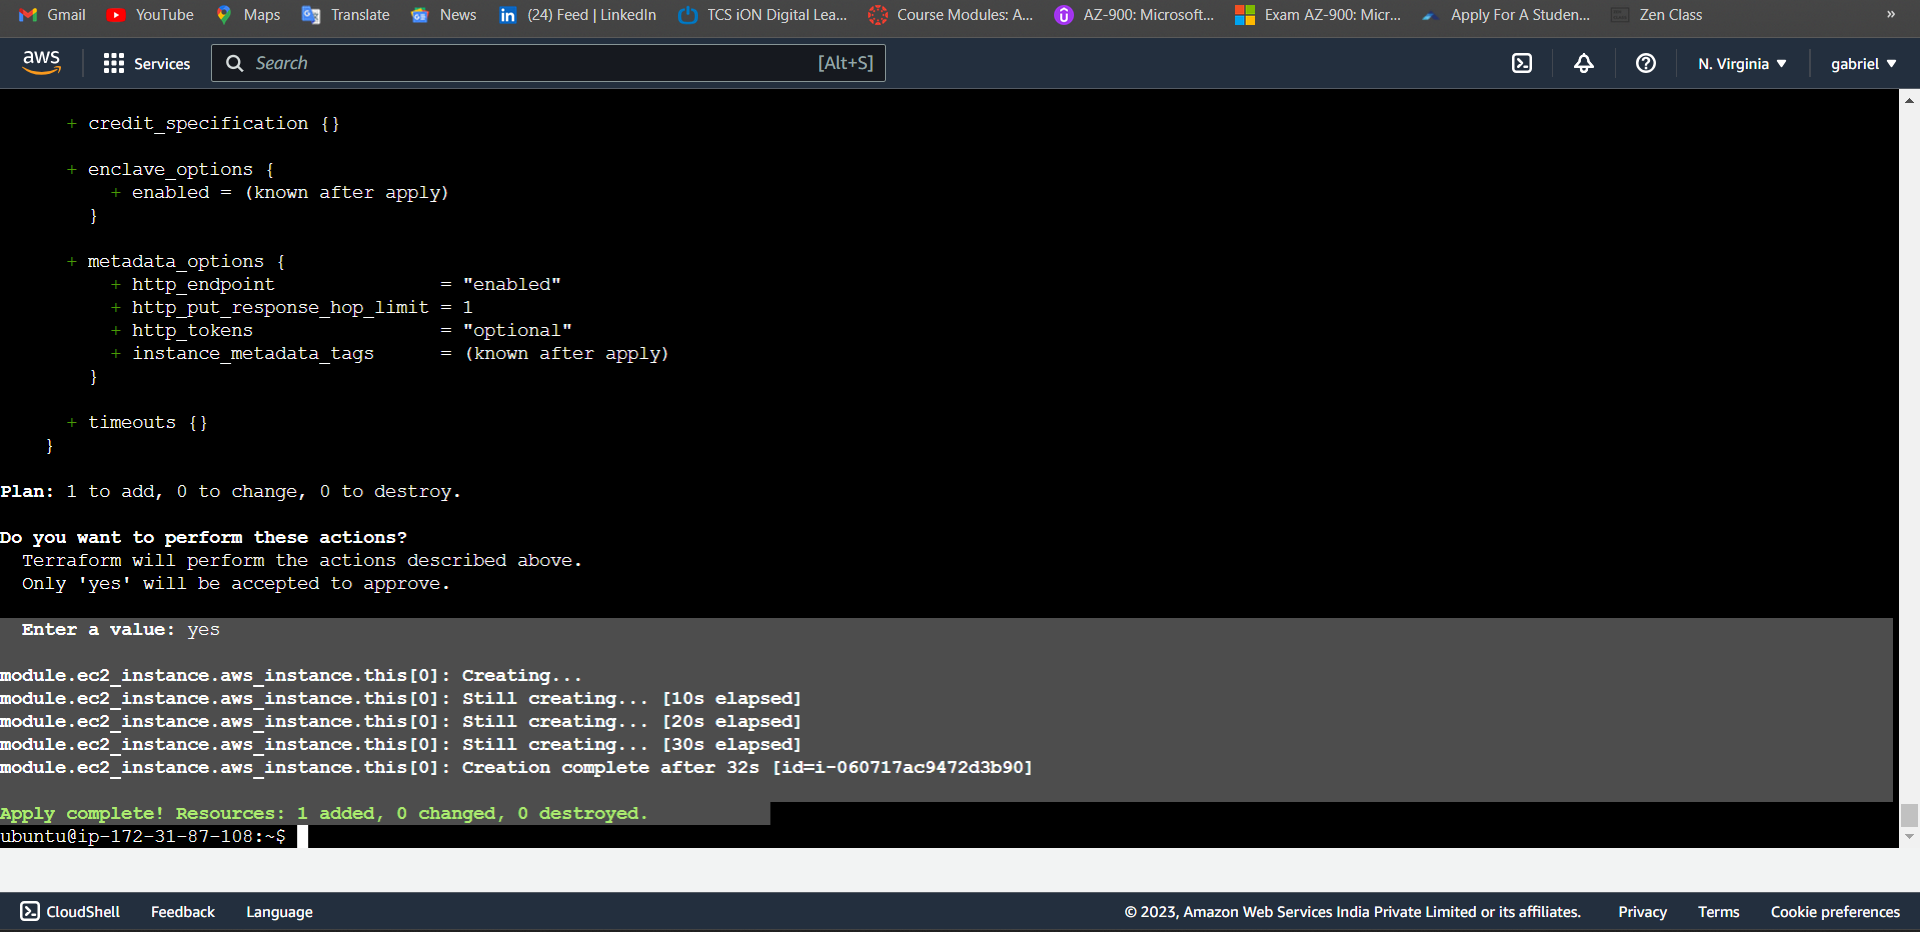 Gmail YouTube Maps Translate News (24) Feed | LinkedIn TCS iON Digital Lea... Course Modules: A... AZ-900: Microsoft... Exam AZ-900: Micr... Apply For A Studen... Zen Class »
aws Services Search [Alt+S] N. Virginia ▼ gabriel ▼
+ credit_specification {}
+ enclave_options {
+ enabled = (known after apply)
}
+ metadata_options {
+ http_endpoint = "enabled"
+ http_put_response_hop_limit = 1
+ http_tokens = "optional"
+ instance_metadata_tags = (known after apply)
}
+ timeouts {}
}
Plan: 1 to add, 0 to change, 0 to destroy.
Do you want to perform these actions?
Terraform will perform the actions described above.
Only 'yes' will be accepted to approve.
Enter a value: yes
module.ec2_instance.aws_instance.this[0]: Creating...
module.ec2_instance.aws_instance.this[0]: Still creating... [10s elapsed]
module.ec2_instance.aws_instance.this[0]: Still creating... [20s elapsed]
module.ec2_instance.aws_instance.this[0]: Still creating... [30s elapsed]
module.ec2_instance.aws_instance.this[0]: Creation complete after 32s [id=i-060717ac9472d3b90]
Apply complete! Resources: 1 added, 0 changed, 0 destroyed.
ubuntu@ip-172-31-87-108:~$
CloudShell Feedback Language © 2023, Amazon Web Services India Private Limited or its affiliates. Privacy Terms Cookie preferences